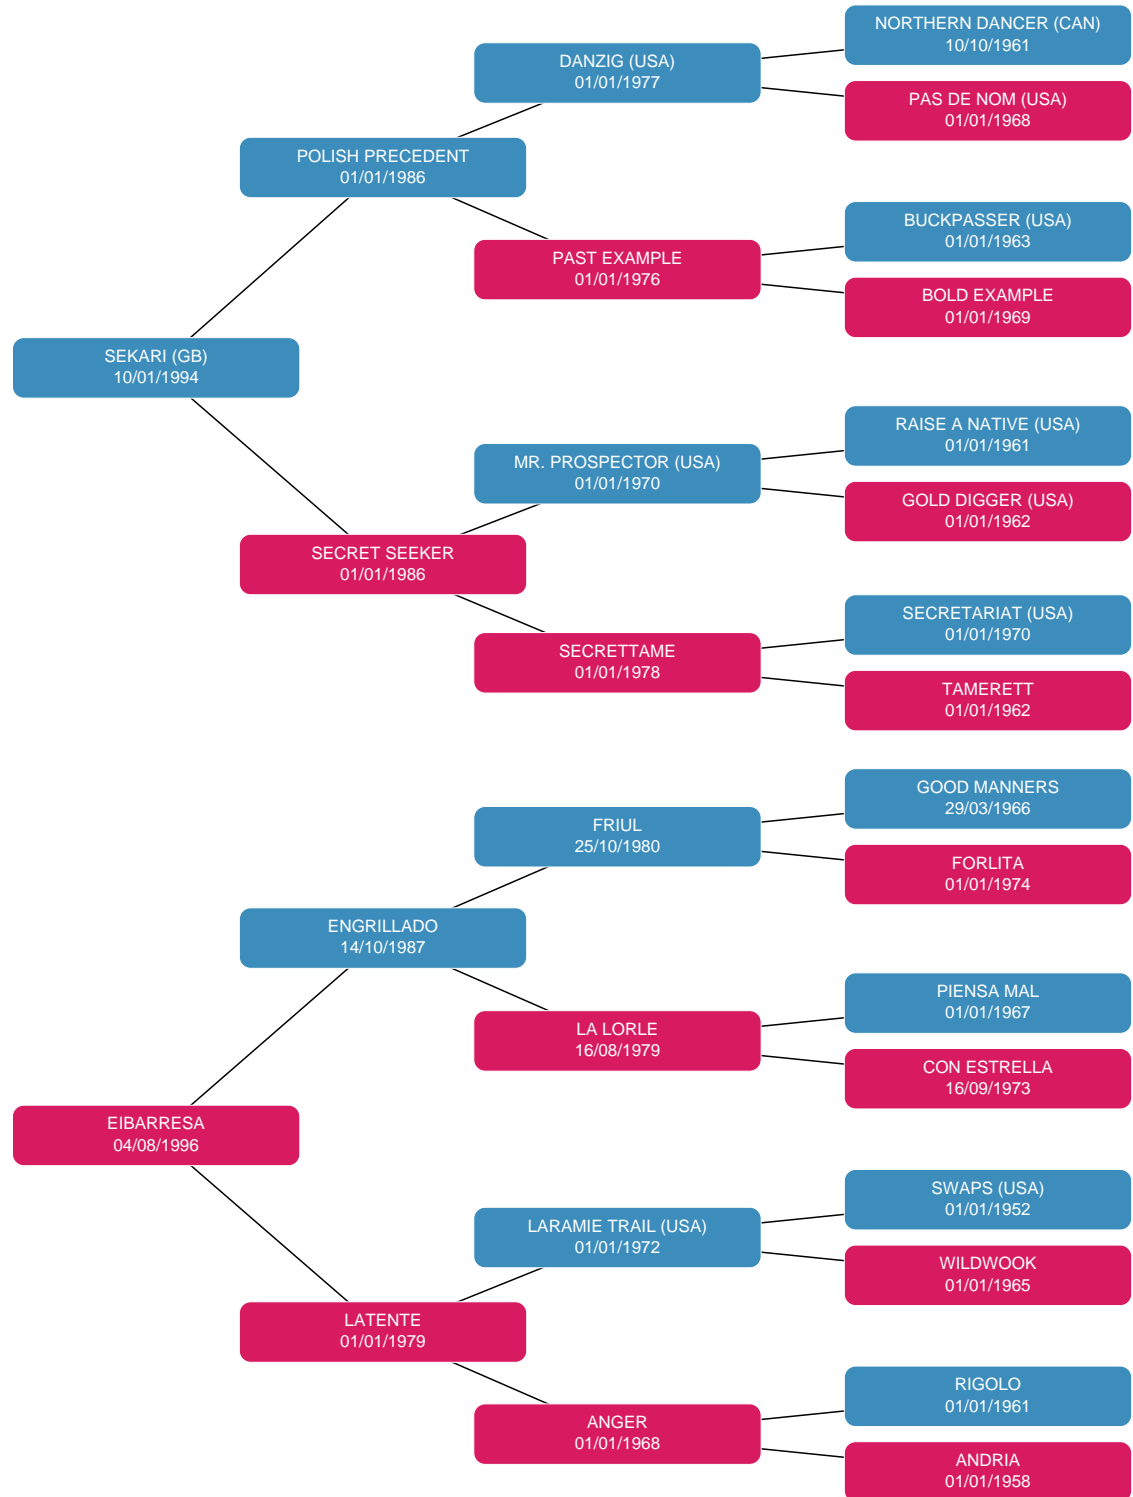 NORTHERN DANCER (CAN)
10/10/1961
DANZIG (USA)
01/01/1977
PAS DE NOM (USA)
01/01/1968
POLISH PRECEDENT
01/01/1986
BUCKPASSER (USA)
01/01/1963
PAST EXAMPLE
01/01/1976
BOLD EXAMPLE
01/01/1969
SEKARI (GB)
10/01/1994
RAISE A NATIVE (USA)
01/01/1961
MR. PROSPECTOR (USA)
01/01/1970
GOLD DIGGER (USA)
01/01/1962
SECRET SEEKER
01/01/1986
SECRETARIAT (USA)
01/01/1970
SECRETTAME
01/01/1978
TAMERETT
01/01/1962
GOOD MANNERS
29/03/1966
FRIUL
25/10/1980
FORLITA
01/01/1974
ENGRILLADO
14/10/1987
PIENSA MAL
01/01/1967
LA LORLE
16/08/1979
CON ESTRELLA
16/09/1973
EIBARRESA
04/08/1996
SWAPS (USA)
01/01/1952
LARAMIE TRAIL (USA)
01/01/1972
WILDWOOK
01/01/1965
LATENTE
01/01/1979
RIGOLO
01/01/1961
ANGER
01/01/1968
ANDRIA
01/01/1958